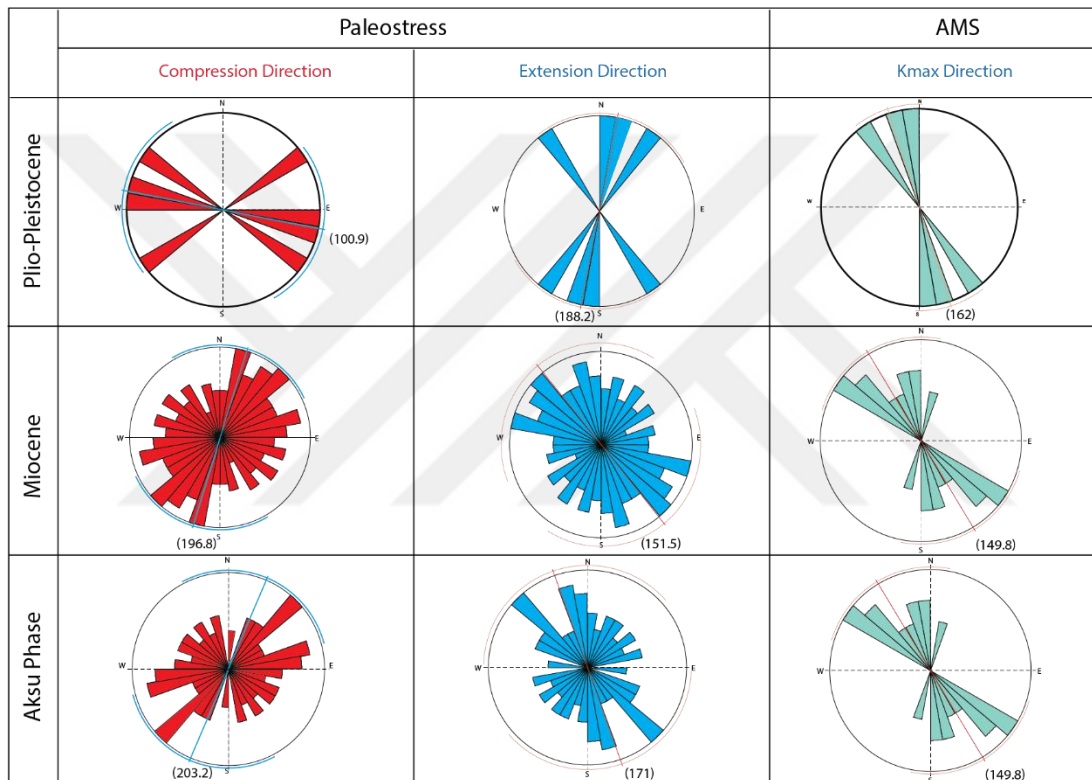 Paleostress
AMS
Compression Direction
Extension Direction
Kmax Direction
Plio-Pleistocene
N
W
E
S
(100.9)
N
W
E
S
(188.2)
N
W
E
S
(162)
Miocene
N
W
E
S
(196.8)
N
W
E
S
(151.5)
N
W
E
S
(149.8)
Aksu Phase
N
W
E
S
(203.2)
N
W
E
S
(171)
N
W
E
S
(149.8)